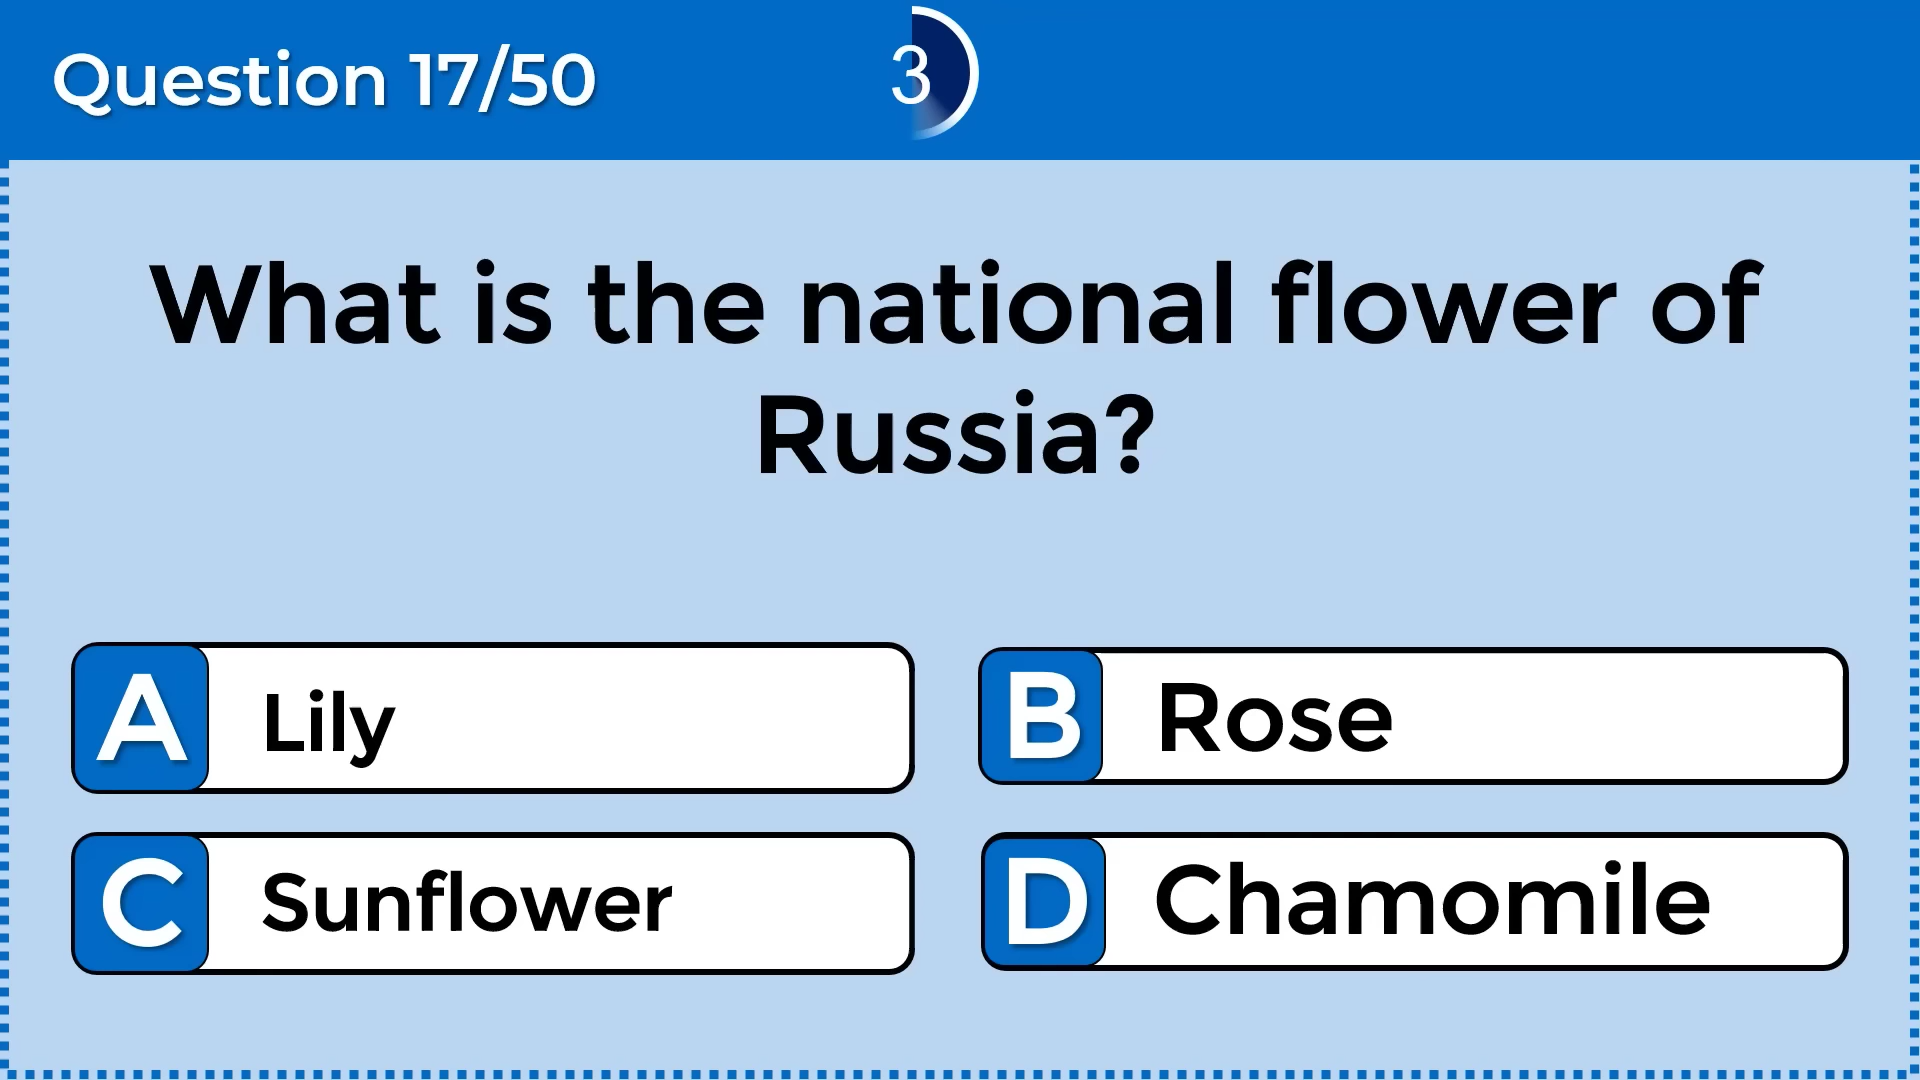 Question 17/50
3
What is the national flower of
Russia?
A Lily
B Rose
C Sunflower
D Chamomile